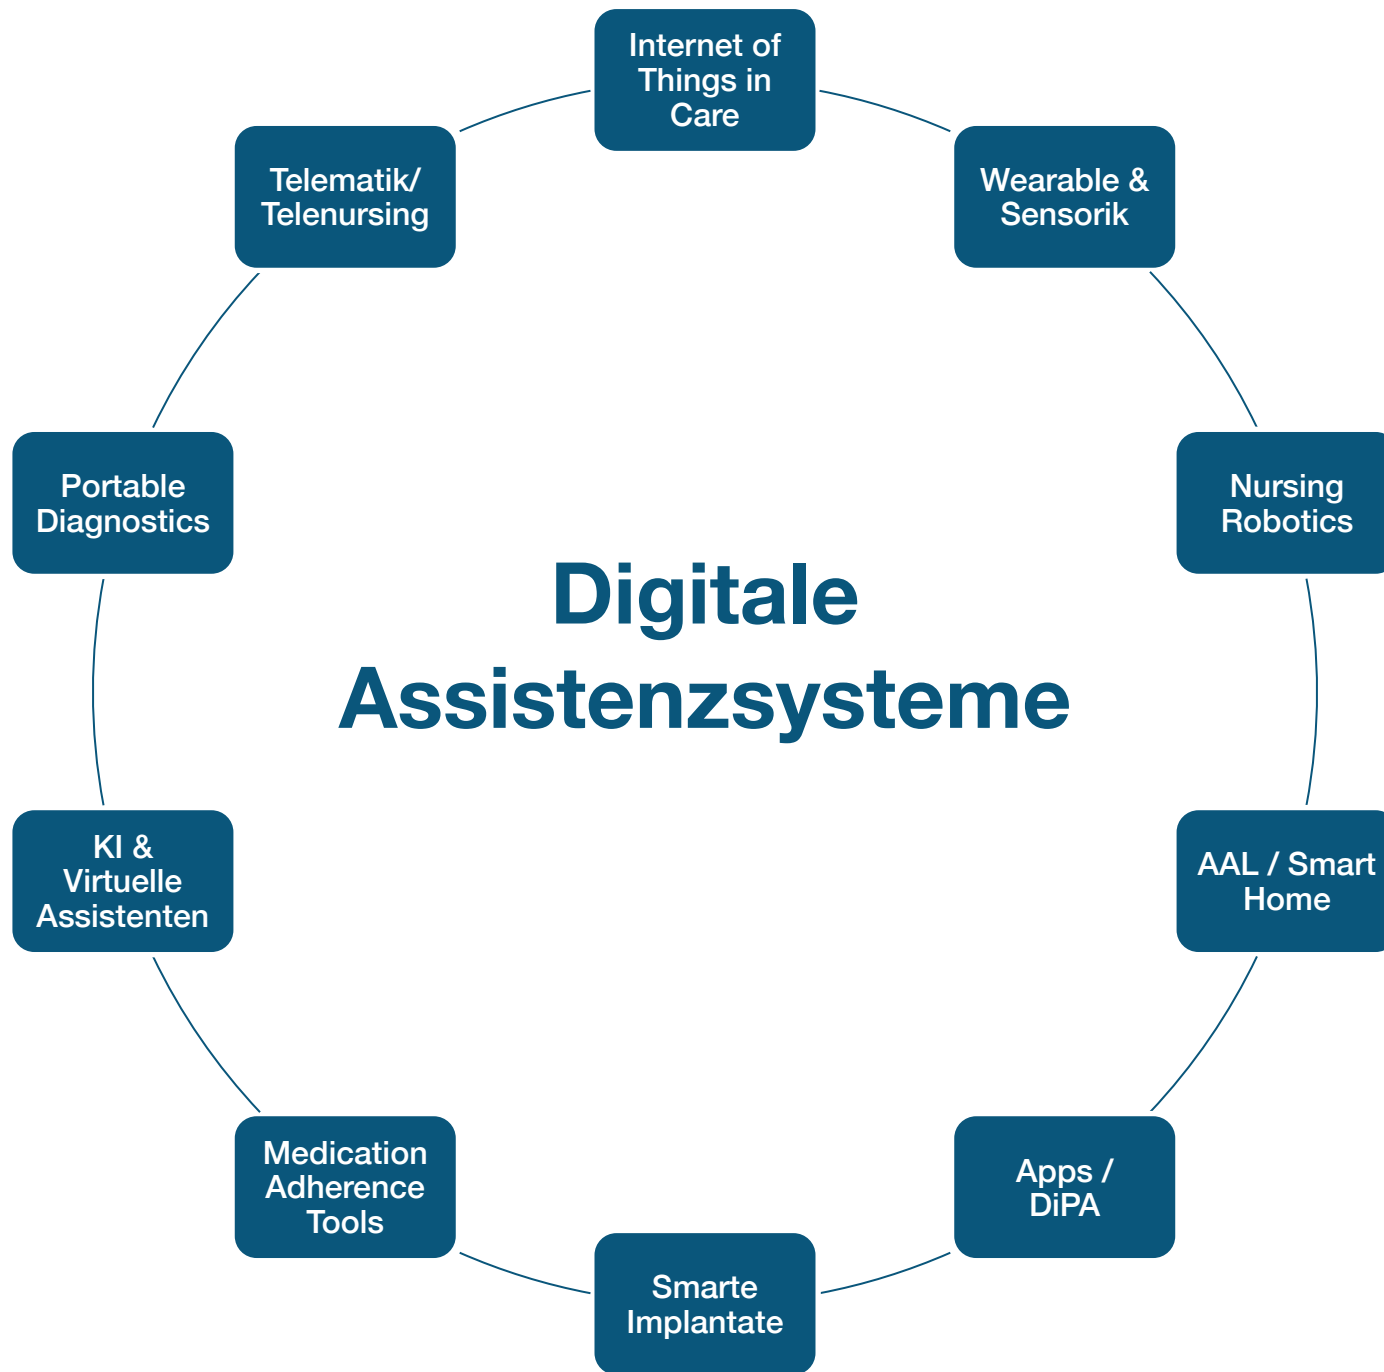 Internet of
Things in
Care
Wearable &
Sensorik
Nursing
Robotics
AAL / Smart
Home
Apps /
DiPA
Smarte
Implantate
Medication
Adherence
Tools
KI &
Virtuelle
Assistenten
Portable
Diagnostics
Telematik/
Telenursing
Digitale
Assistenzsysteme